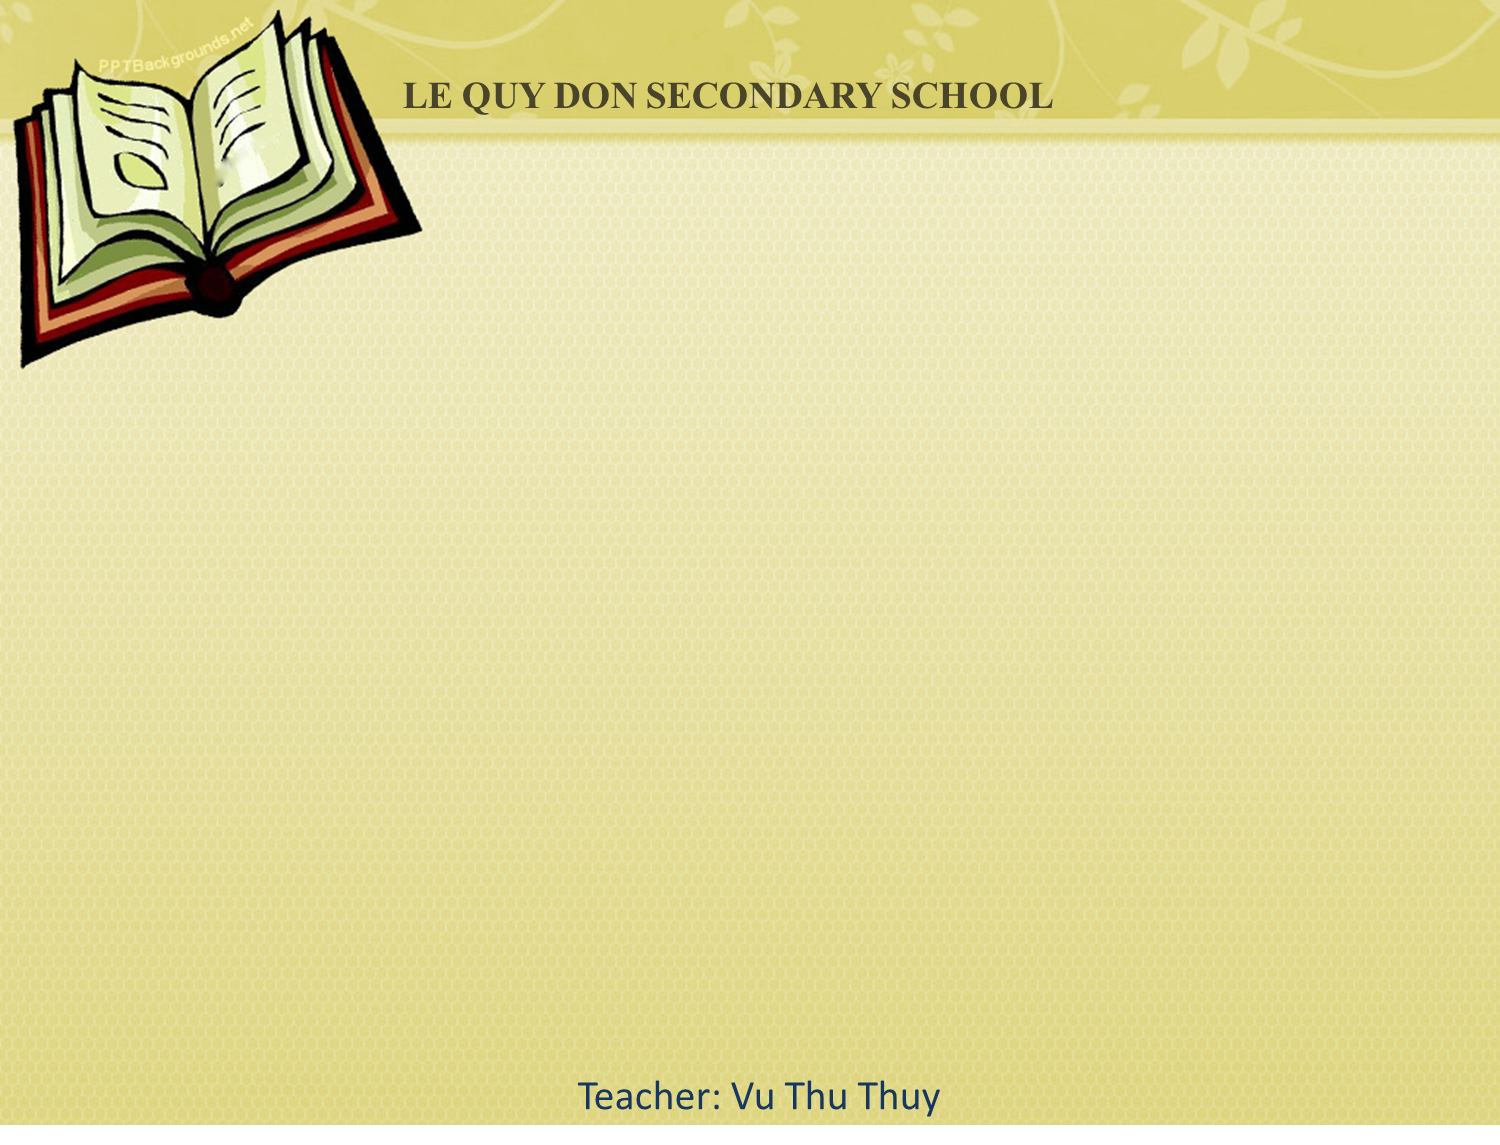 PPTBackgrounds.net
LE QUY DON SECONDARY SCHOOL
Teacher: Vu Thu Thuy